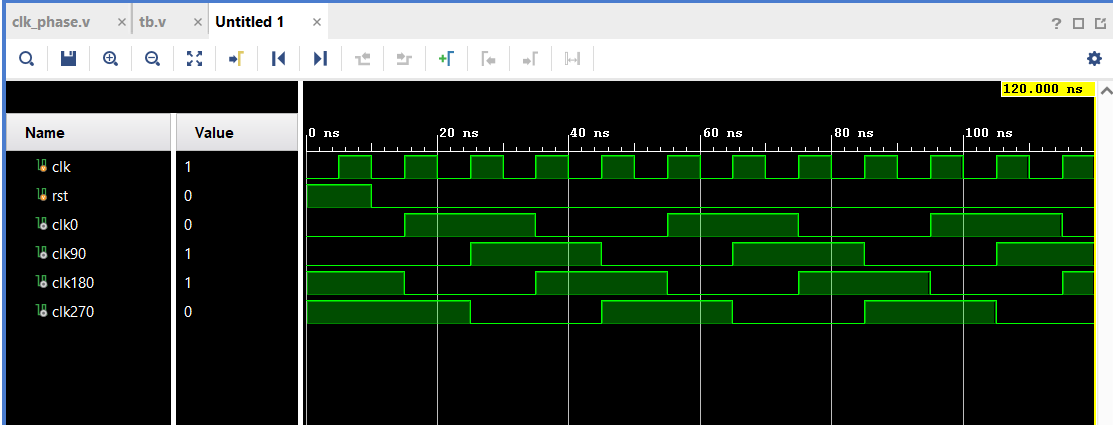 clk_phase.v × tb.v × Untitled 1 ×
?
120.000 ns
Name Value
0 ns 20 ns 40 ns 60 ns 80 ns 100 ns
clk 1
rst 0
clk0 0
clk90 1
clk180 1
clk270 0